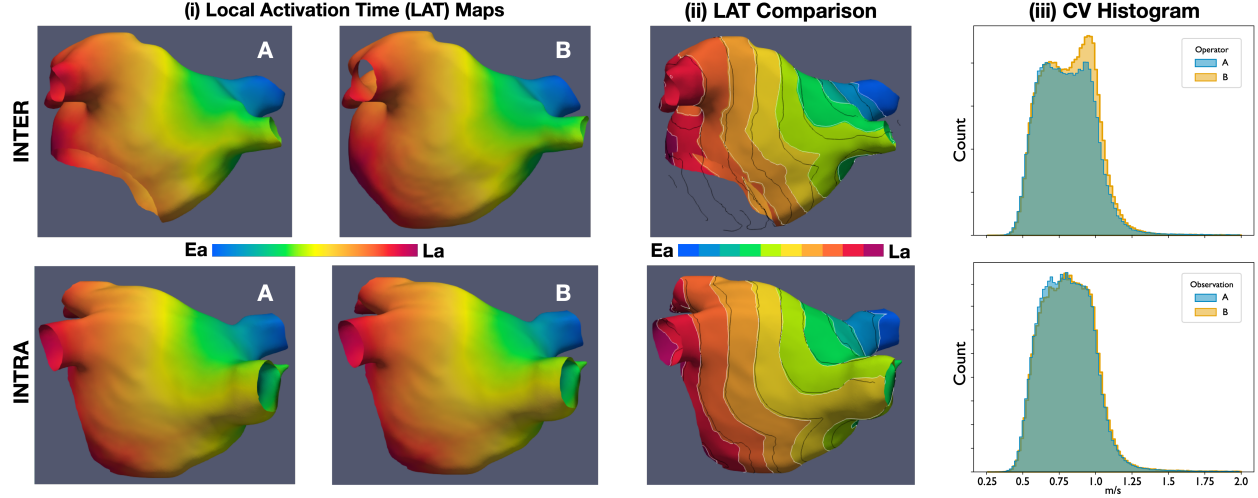 (i) Local Activation Time (LAT) Maps
(ii) LAT Comparison
(iii) CV Histogram
INTER
A
B
Count
Operator
A
B
Ea
La
Ea
La
INTRA
A
B
Count
Observation
A
B
0.25 0.5 0.75 1.0 1.25 1.5 1.75 2.0
m/s